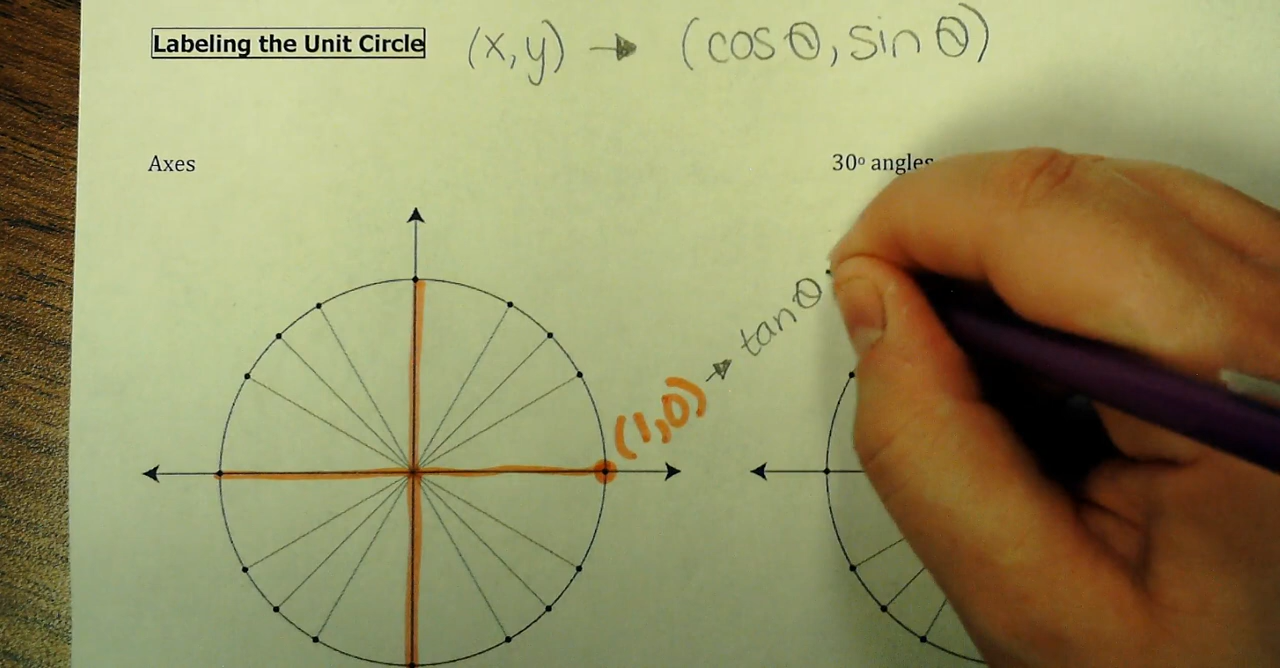 Labeling the Unit Circle (x,y) → (cos θ, sin θ)
Axes
30° angles
(1,0) → tan θ